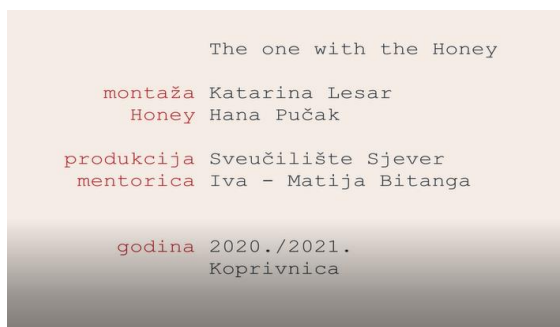 The one with the Honey
montaža Katarina Lesar
Honey Hana Pučak
produkcija Sveučilište Sjever
mentorica Iva - Matija Bitanga
godina 2020./2021.
Koprivnica